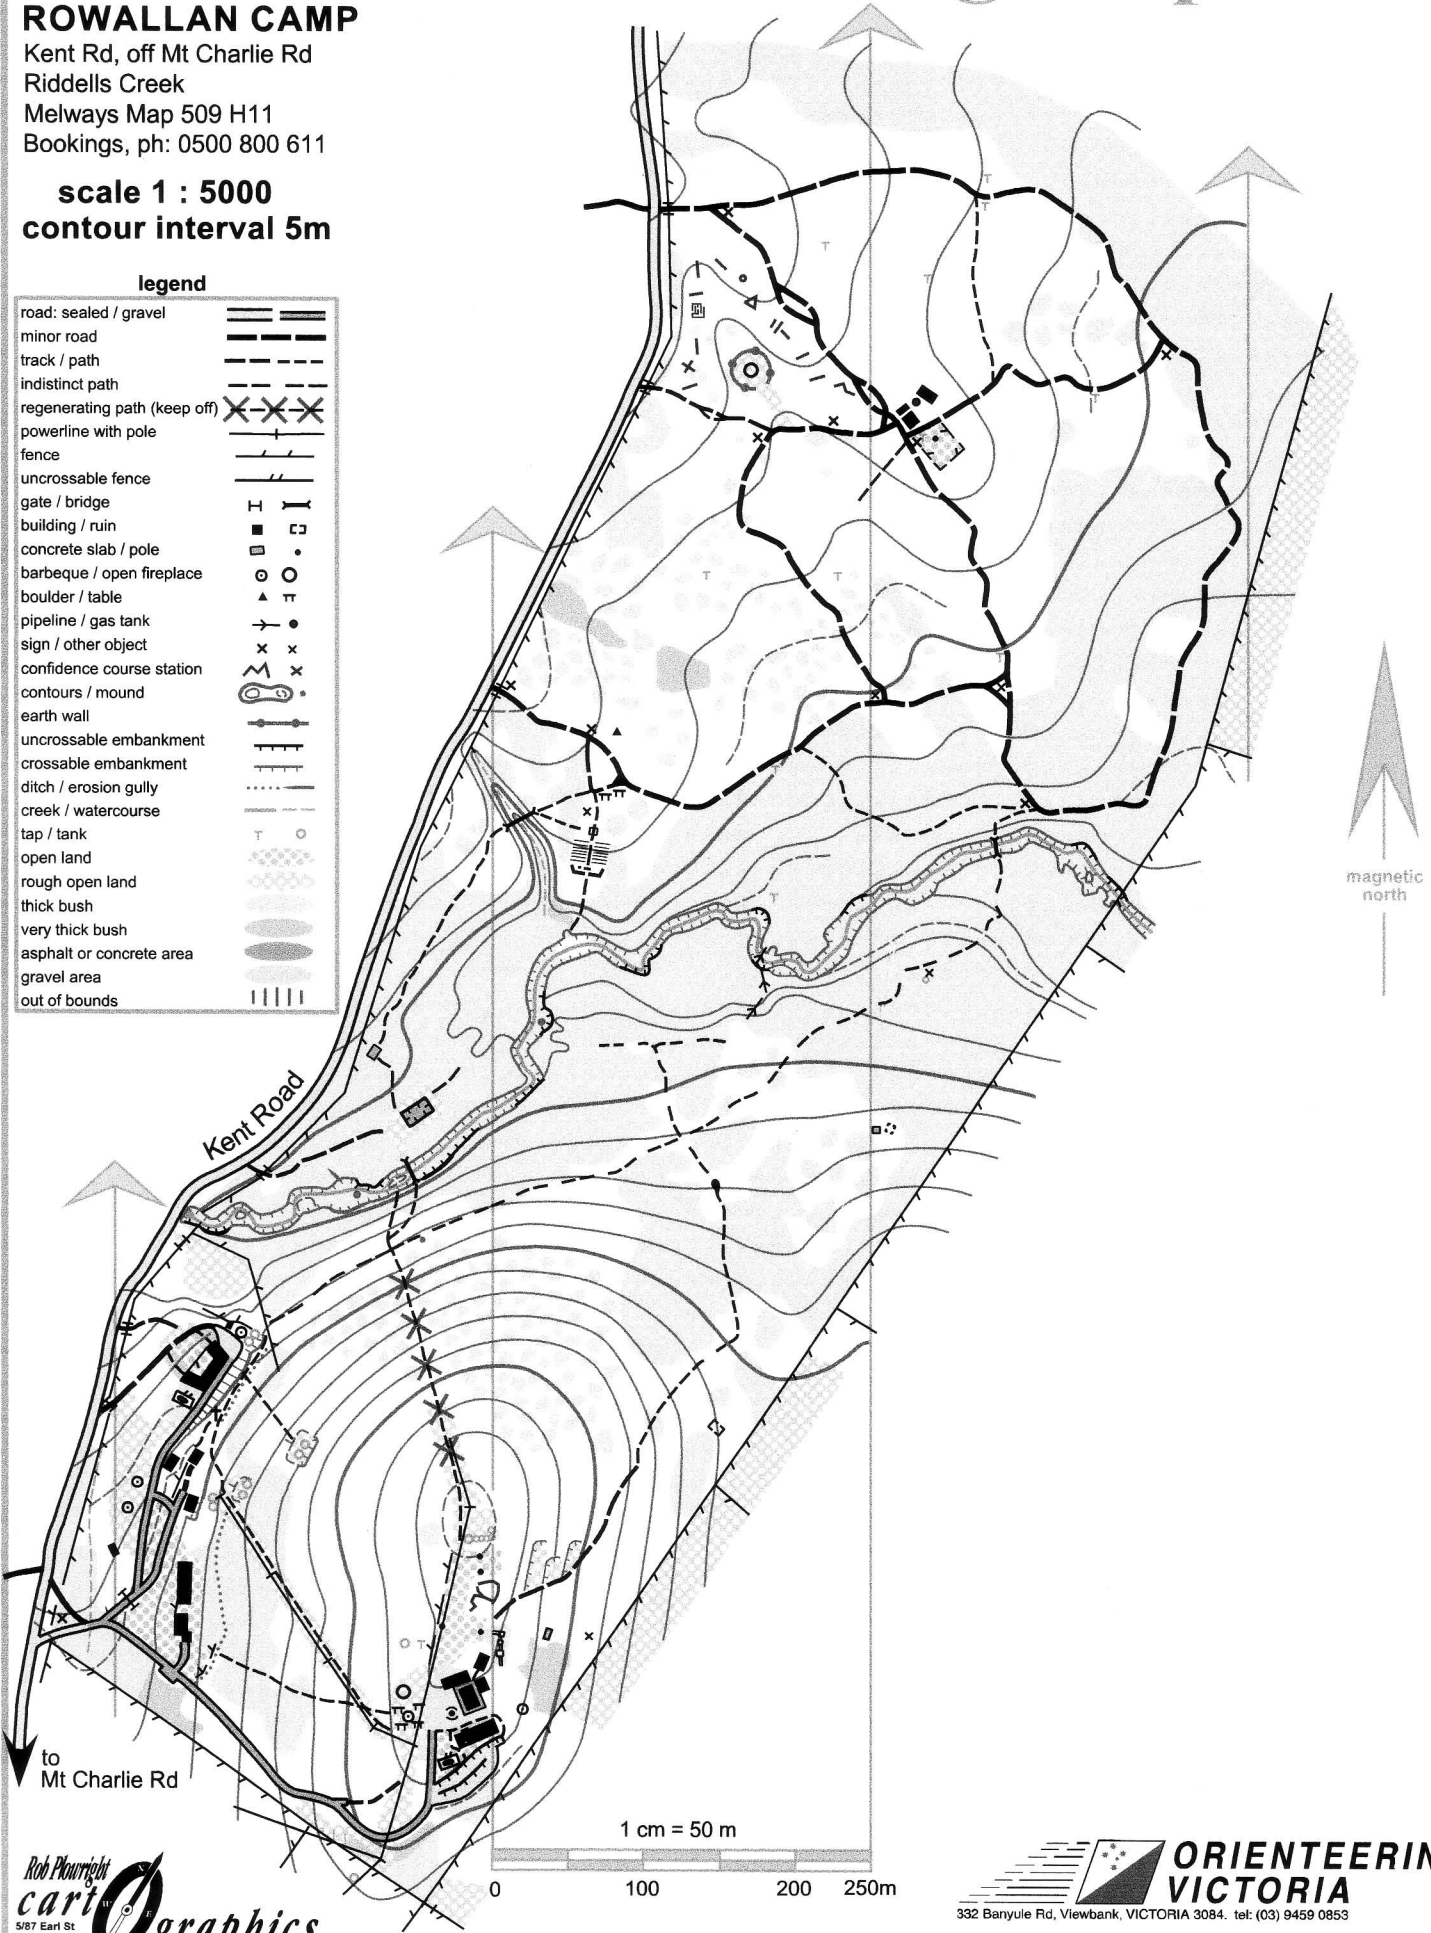 ROWALLAN CAMP
Kent Rd, off Mt Charlie Rd
Riddells Creek
Melways Map 509 H11
Bookings, ph: 0500 800 611
scale 1 : 5000
contour interval 5m
legend
road: sealed / gravel
minor road
track / path
indistinct path
regenerating path (keep off)
powerline with pole
fence
uncrossable fence
gate / bridge
building / ruin
concrete slab / pole
barbeque / open fireplace
boulder / table
pipeline / gas tank
sign / other object
confidence course station
contours / mound
earth wall
uncrossable embankment
crossable embankment
ditch / erosion gully
creek / watercourse
tap / tank
open land
rough open land
thick bush
very thick bush
asphalt or concrete area
gravel area
out of bounds
magnetic
north
Kent Road
to
Mt Charlie Rd
1 cm = 50 m
0 100 200 250m
Rob Plowright
cartographics
5/87 Earl St
ORIENTEERIN
VICTORIA
332 Banyule Rd, Viewbank, VICTORIA 3084. tel: (03) 9459 0853